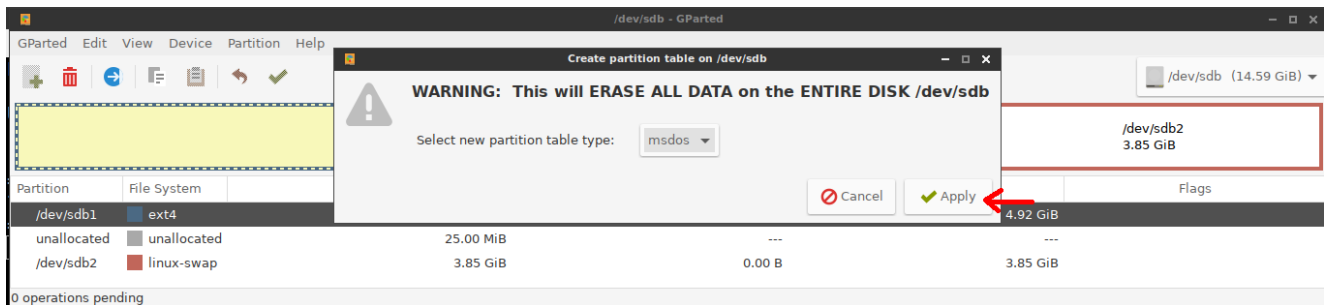 /dev/sdb - GParted
GParted Edit View Device Partition Help
Create partition table on /dev/sdb
/dev/sdb (14.59 GiB)
WARNING: This will ERASE ALL DATA on the ENTIRE DISK /dev/sdb
Select new partition table type: msdos
/dev/sdb2
3.85 GiB
Cancel Apply
Partition File System Flags
/dev/sdb1 ext4 4.92 GiB
unallocated unallocated 25.00 MiB --- ---
/dev/sdb2 linux-swap 3.85 GiB 0.00 B 3.85 GiB
0 operations pending